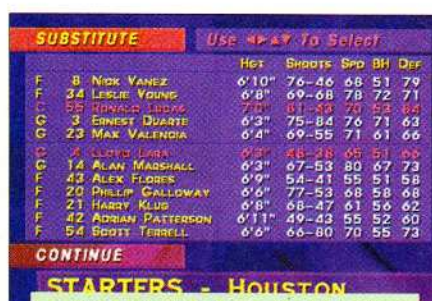 SUBSTITUTE Use ◄►▲▼ To Select
HGT SHOOTS SPD BH DEF
F 8 NICK VANEZ 6'10" 76-46 68 51 79
F 34 LESLIE YOUNG 6'8" 69-68 78 72 71
C 55 RONALD LUCAS 7'0" 81-43 70 53 84
G 3 ERNEST DUARTE 6'3" 75-84 76 71 63
G 23 MAX VALENCIA 6'4" 69-55 71 61 66
G 4 LLOYD LARA 6'3" 48-38 65 51 66
G 14 ALAN MARSHALL 6'3" 67-53 80 67 73
F 43 ALEX FLORES 6'9" 54-41 55 51 58
F 20 PHILLIP GALLOWAY 6'6" 77-53 68 58 68
F 21 HARRY KLUG 6'8" 68-47 61 56 62
F 42 ADRIAN PATTERSON 6'11" 49-43 55 52 60
F 54 SCOTT TERRELL 6'6" 66-80 70 55 73
CONTINUE
STARTERS - HOUSTON